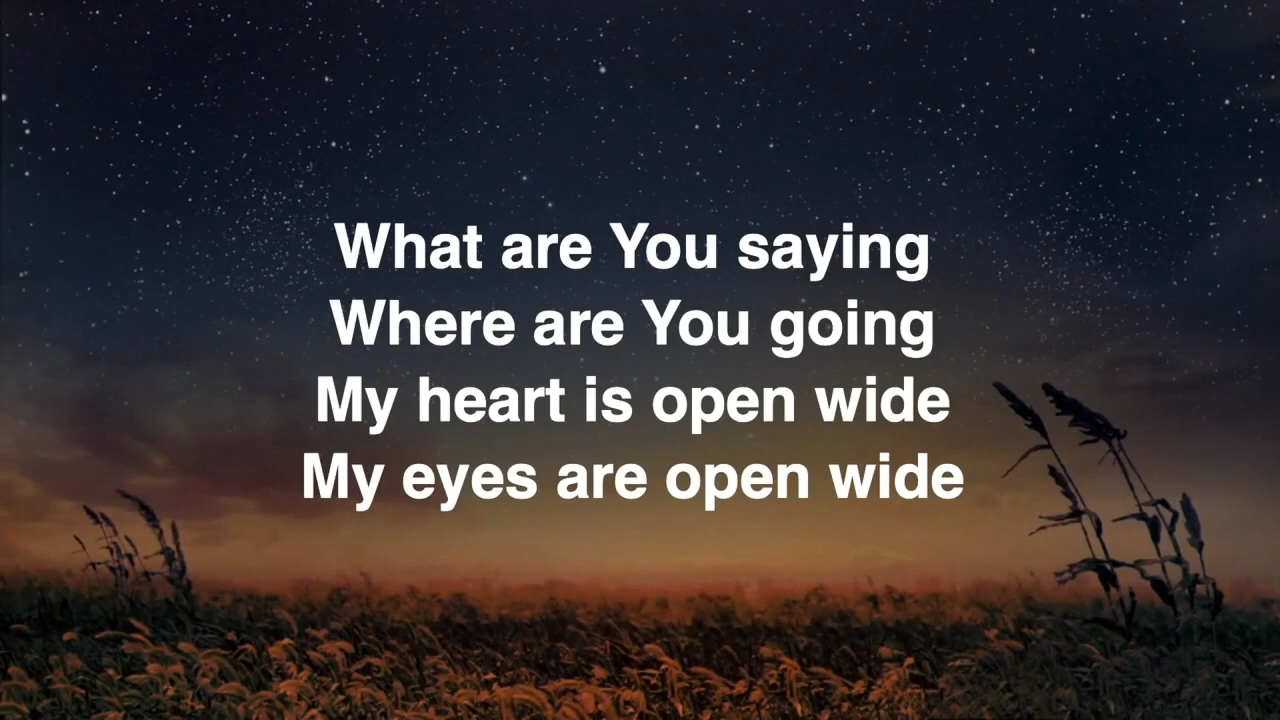 What are You saying
Where are You going
My heart is open wide
My eyes are open wide